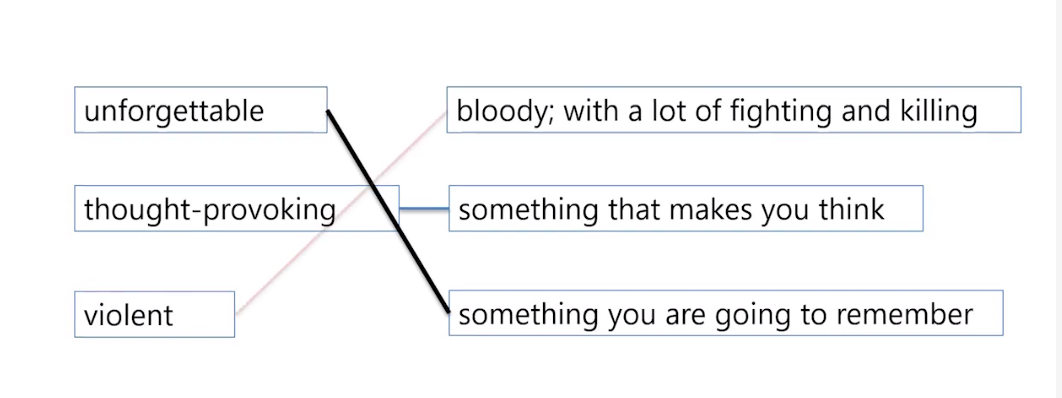 unforgettable
bloody; with a lot of fighting and killing
thought-provoking
something that makes you think
violent
something you are going to remember